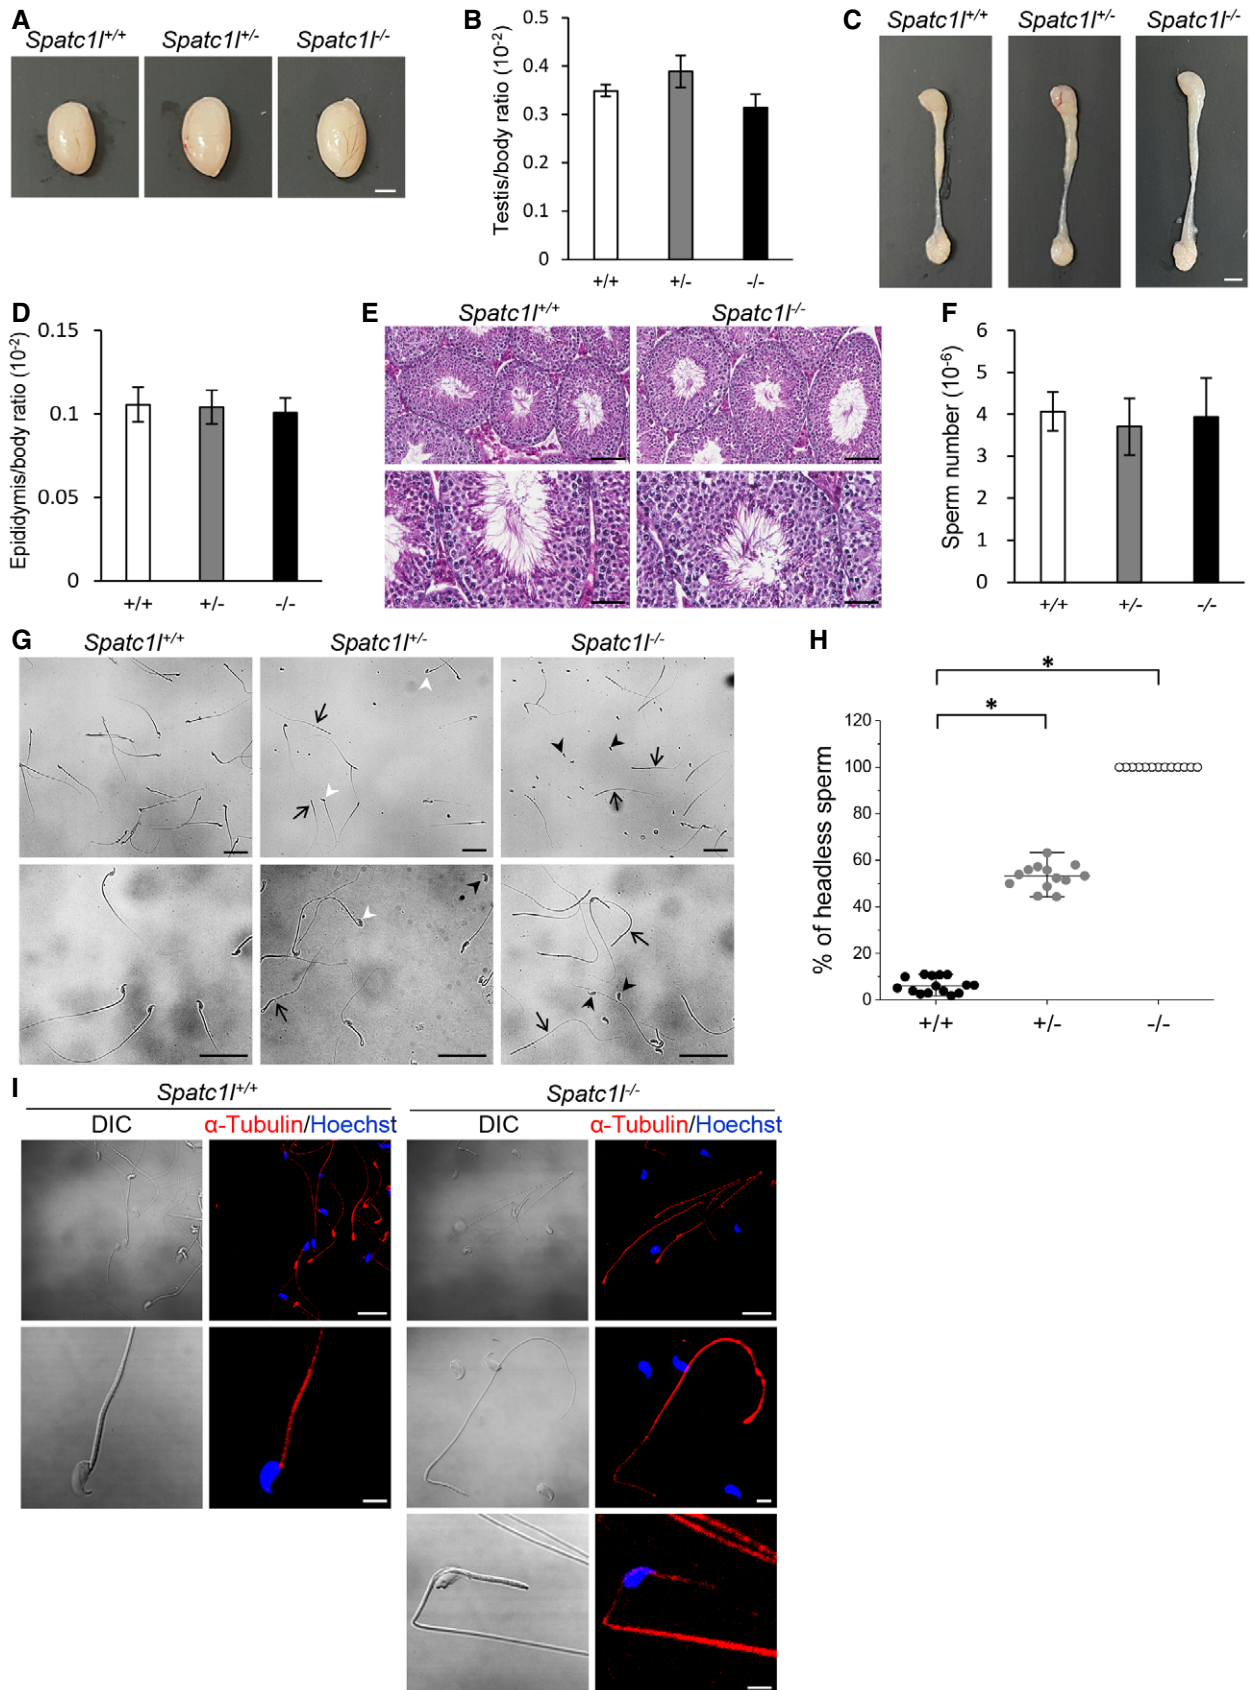 A
Spatc1l+/+ Spatc1l+/- Spatc1l-/-
B
Testis/body ratio (10-2)
0.5
0.4
0.3
0.2
0.1
0
+/+ +/- -/-
C
Spatc1l+/+ Spatc1l+/- Spatc1l-/-
D
Epididymis/body ratio (10-2)
0.15
0.1
0.05
0
+/+ +/- -/-
E
Spatc1l+/+ Spatc1l-/-
F
Sperm number (10-6)
6
5
4
3
2
1
0
+/+ +/- -/-
G
Spatc1l+/+ Spatc1l+/- Spatc1l-/-
H
% of headless sperm
*
*
120
100
80
60
40
20
0
+/+ +/- -/-
I
Spatc1l+/+ Spatc1l-/-
DIC α-Tubulin/Hoechst DIC α-Tubulin/Hoechst